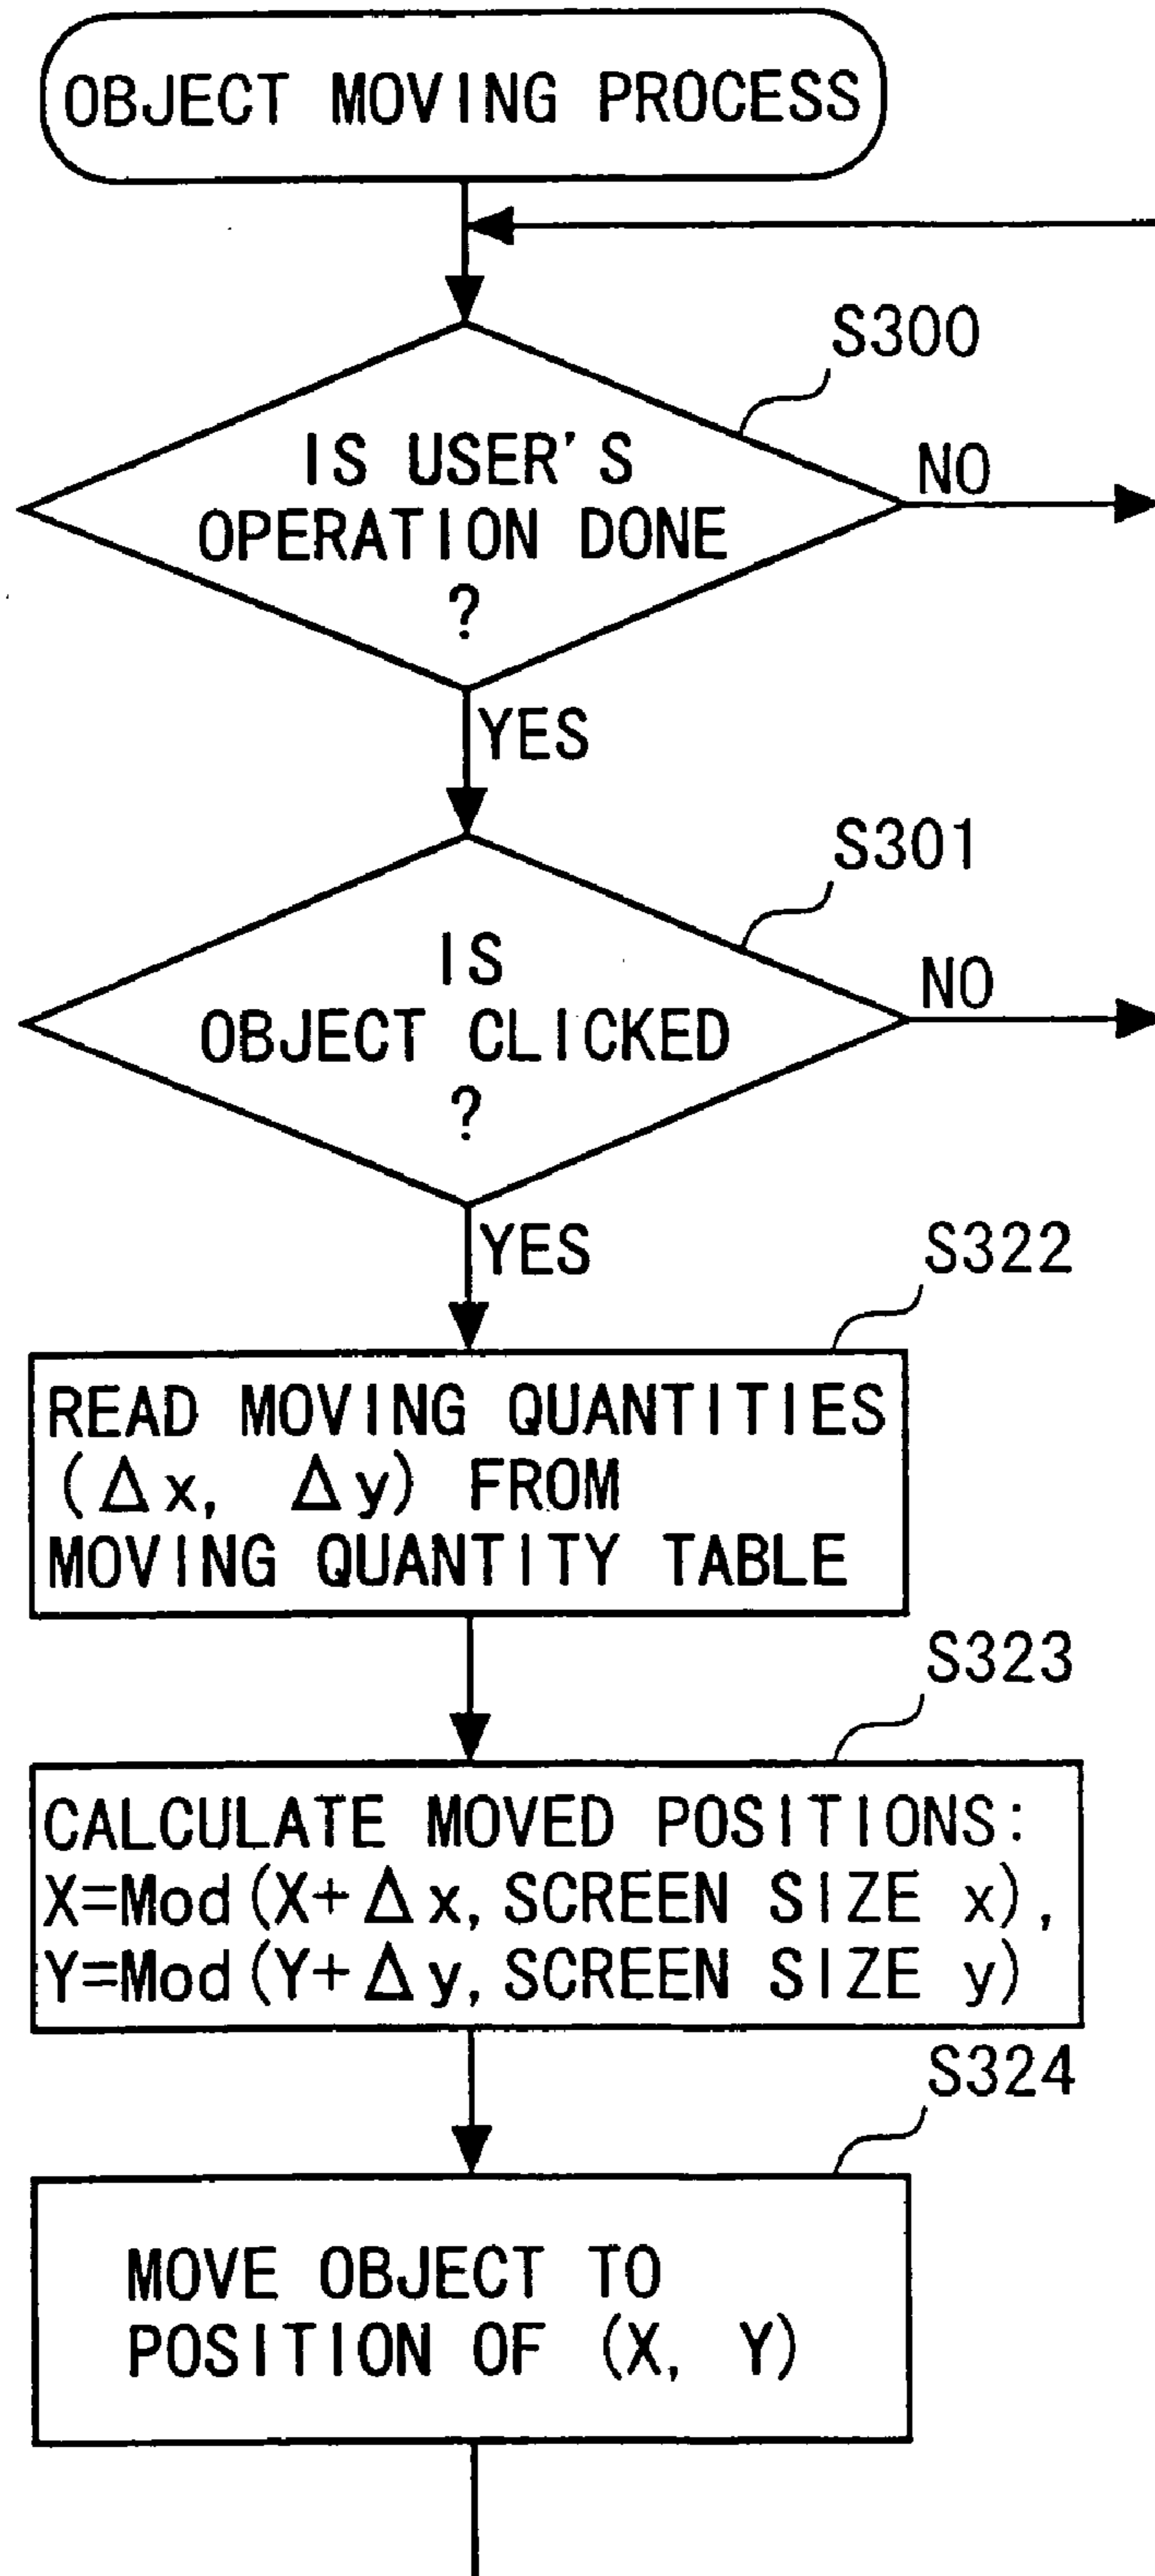 OBJECT MOVING PROCESS
S300
IS USER'S
OPERATION DONE
?
NO
YES
S301
IS
OBJECT CLICKED
?
NO
YES
S322
READ MOVING QUANTITIES
(Δx, Δy) FROM
MOVING QUANTITY TABLE
S323
CALCULATE MOVED POSITIONS:
X=Mod(X+Δx, SCREEN SIZE x),
Y=Mod(Y+Δy, SCREEN SIZE y)
S324
MOVE OBJECT TO
POSITION OF (X, Y)